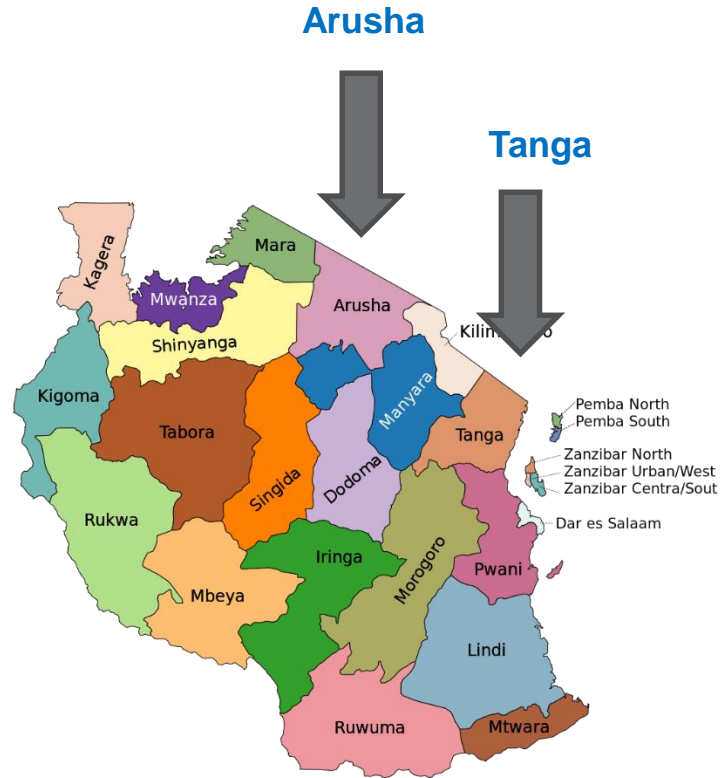 Arusha
Tanga
Mara
Kagera
Mwanza
Arusha
Shinyanga
Kigoma
Manyara
Tabora
Tanga
Pemba North
Pemba South
Zanzibar North
Zanzibar Urban/West
Zanzibar Centra/Sout
Singida
Dodoma
Rukwa
Dar es Salaam
Iringa
Morogoro
Pwani
Mbeya
Lindi
Ruwuma
Mtwara